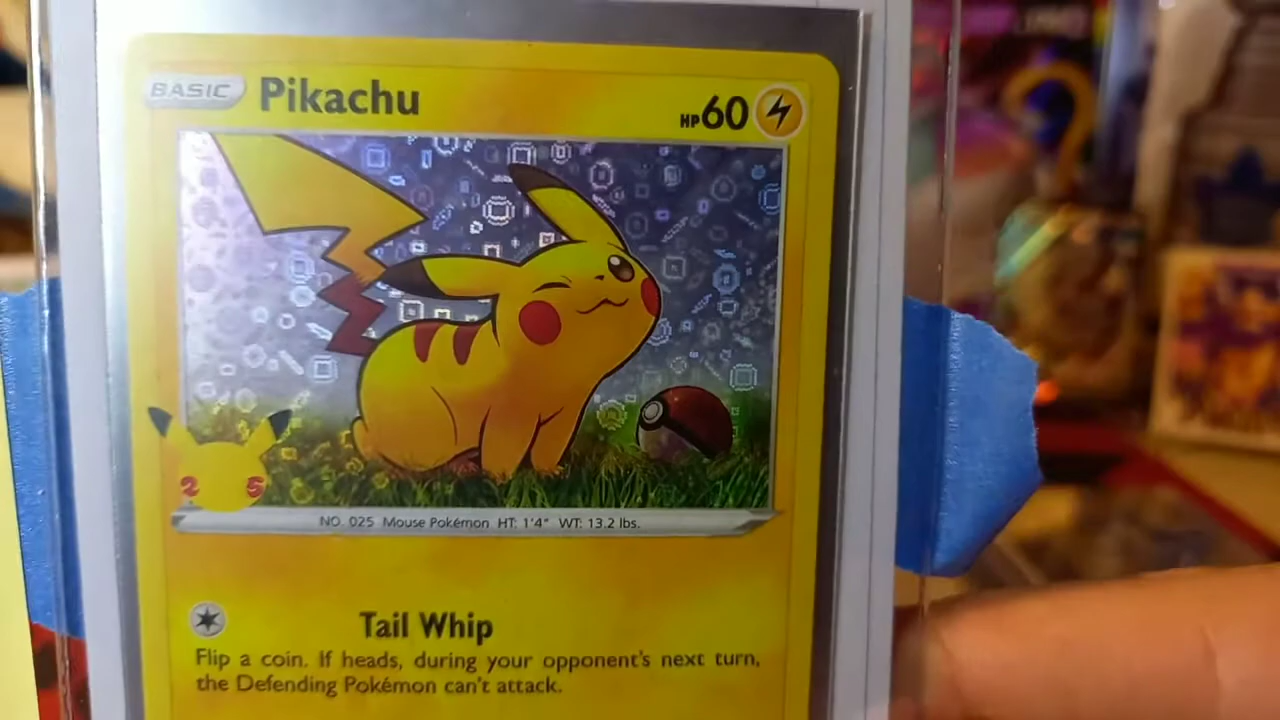 BASIC Pikachu HP60
25
NO. 025 Mouse Pokémon HT: 1'4" WT: 13.2 lbs.
Tail Whip
Flip a coin. If heads, during your opponent's next turn,
the Defending Pokémon can't attack.